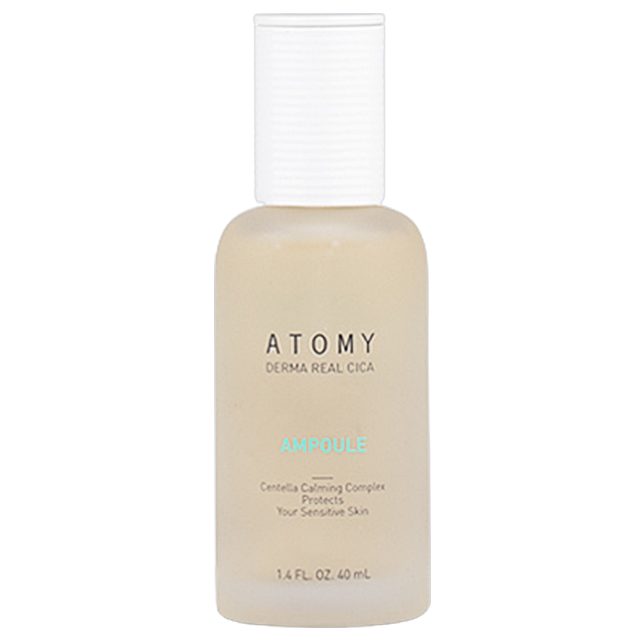 ATOMY
DERMA REAL CICA
AMPOULE
Centella Calming Complex
Protects
Your Sensitive Skin
1.4 FL. OZ. 40 mL